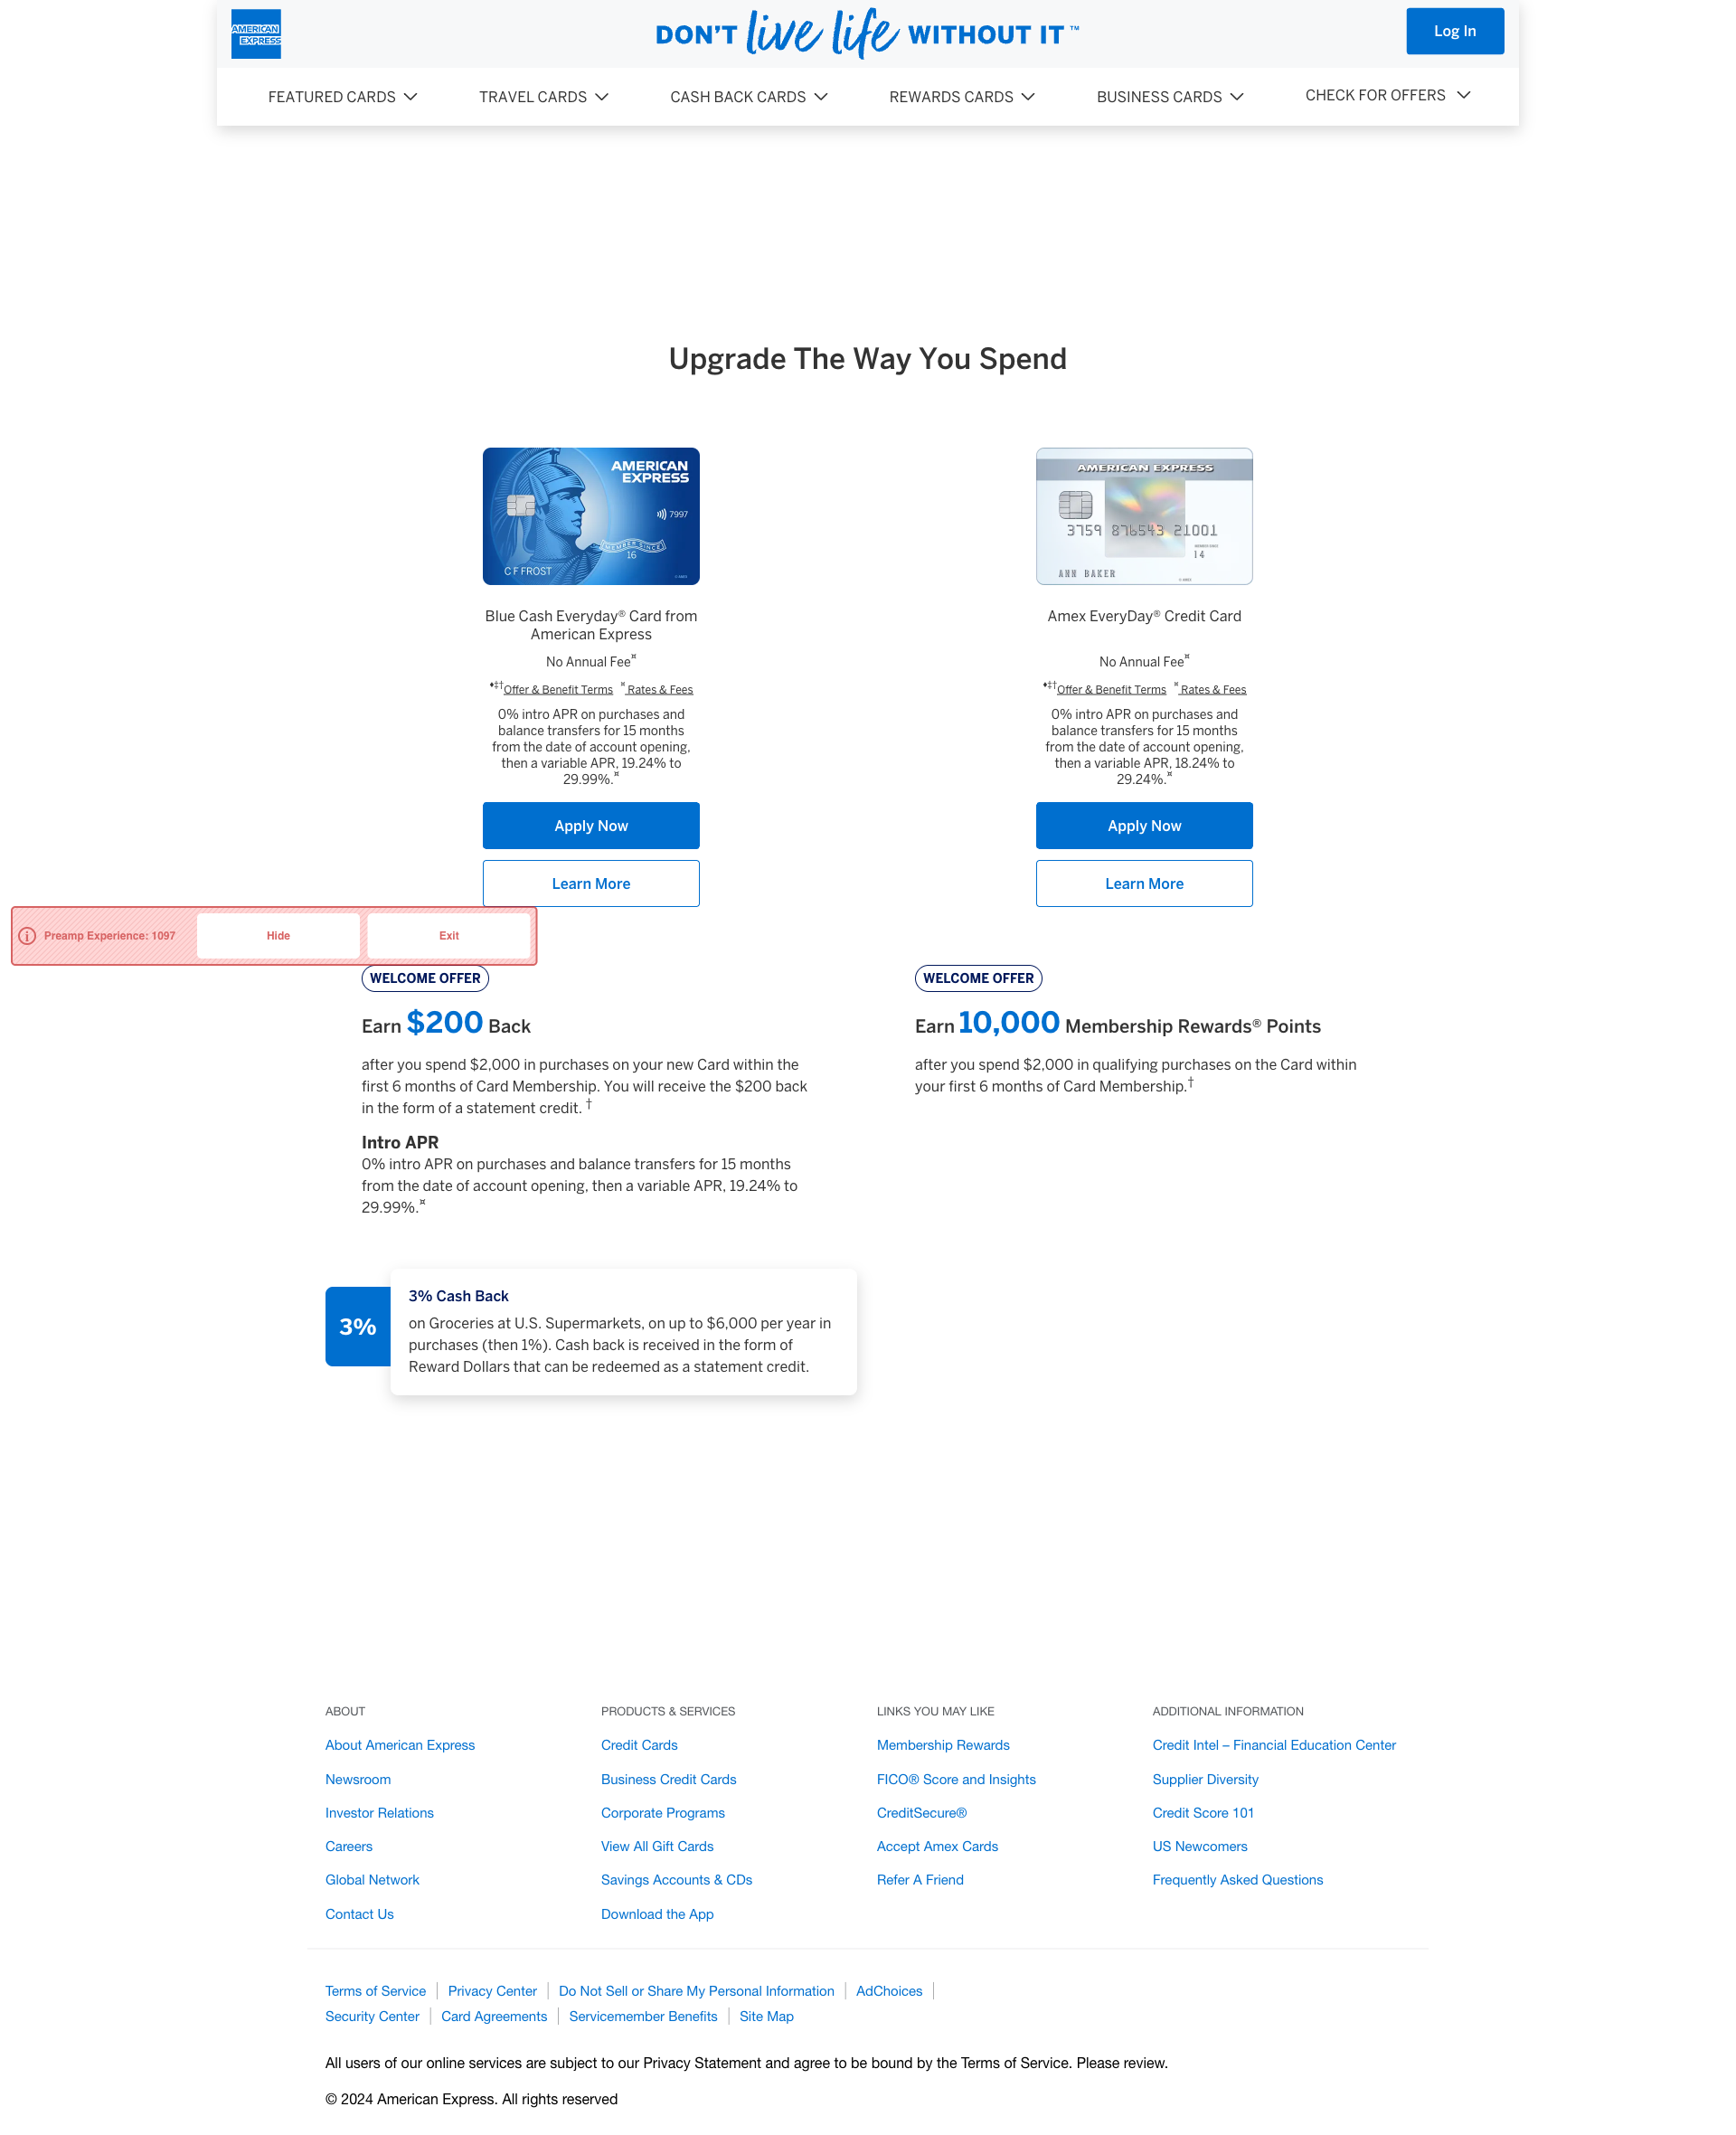 AMERICAN
EXPRESS
DON'T live life WITHOUT IT ™
Log In
FEATURED CARDS
TRAVEL CARDS
CASH BACK CARDS
REWARDS CARDS
BUSINESS CARDS
CHECK FOR OFFERS
Upgrade The Way You Spend
AMERICAN
EXPRESS
7997
MEMBER SINCE
16
C F FROST
Blue Cash Everyday® Card from
American Express
No Annual Fee¤
♦‡†Offer & Benefit Terms ¤ Rates & Fees
0% intro APR on purchases and
balance transfers for 15 months
from the date of account opening,
then a variable APR, 19.24% to
29.99%.¤
Apply Now
Learn More
AMERICAN EXPRESS
3759 876543 21001
MEMBER SINCE
14
ANN BAKER
Amex EveryDay® Credit Card
No Annual Fee¤
♦‡†Offer & Benefit Terms ¤ Rates & Fees
0% intro APR on purchases and
balance transfers for 15 months
from the date of account opening,
then a variable APR, 18.24% to
29.24%.¤
Apply Now
Learn More
Preamp Experience: 1097
Hide
Exit
WELCOME OFFER
Earn $200 Back
after you spend $2,000 in purchases on your new Card within the
first 6 months of Card Membership. You will receive the $200 back
in the form of a statement credit. †
Intro APR
0% intro APR on purchases and balance transfers for 15 months
from the date of account opening, then a variable APR, 19.24% to
29.99%.¤
WELCOME OFFER
Earn 10,000 Membership Rewards® Points
after you spend $2,000 in qualifying purchases on the Card within
your first 6 months of Card Membership.†
3%
3% Cash Back
on Groceries at U.S. Supermarkets, on up to $6,000 per year in
purchases (then 1%). Cash back is received in the form of
Reward Dollars that can be redeemed as a statement credit.
ABOUT
About American Express
Newsroom
Investor Relations
Careers
Global Network
Contact Us
PRODUCTS & SERVICES
Credit Cards
Business Credit Cards
Corporate Programs
View All Gift Cards
Savings Accounts & CDs
Download the App
LINKS YOU MAY LIKE
Membership Rewards
FICO® Score and Insights
CreditSecure®
Accept Amex Cards
Refer A Friend
ADDITIONAL INFORMATION
Credit Intel – Financial Education Center
Supplier Diversity
Credit Score 101
US Newcomers
Frequently Asked Questions
Terms of Service | Privacy Center | Do Not Sell or Share My Personal Information | AdChoices |
Security Center | Card Agreements | Servicemember Benefits | Site Map
All users of our online services are subject to our Privacy Statement and agree to be bound by the Terms of Service. Please review.
© 2024 American Express. All rights reserved